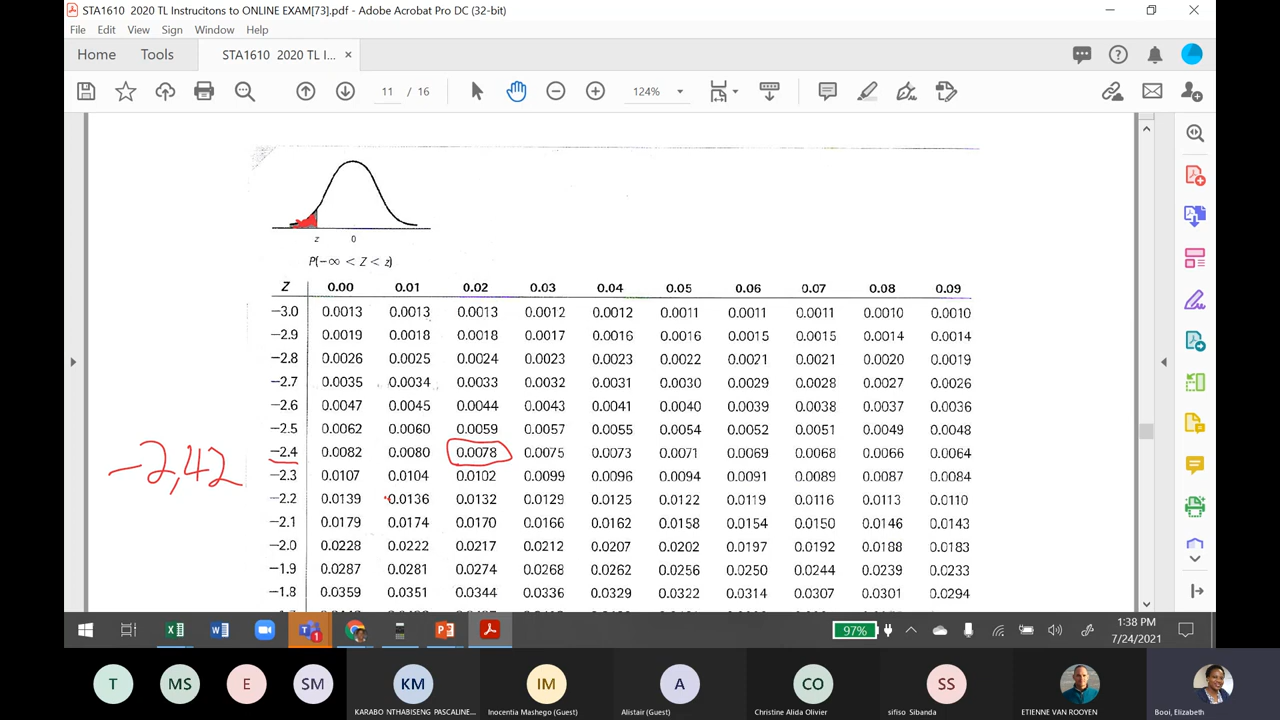 STA1610  2020 TL Instrucitons to ONLINE EXAM[73].pdf - Adobe Acrobat Pro DC (32-bit)
File Edit View Sign Window Help
Home Tools STA1610 2020 TL I... ×
11 / 16 124%
z 0
P(−∞ < Z < z)
Z 0.00 0.01 0.02 0.03 0.04 0.05 0.06 0.07 0.08 0.09
−3.0 0.0013 0.0013 0.0013 0.0012 0.0012 0.0011 0.0011 0.0011 0.0010 0.0010
−2.9 0.0019 0.0018 0.0018 0.0017 0.0016 0.0016 0.0015 0.0015 0.0014 0.0014
−2.8 0.0026 0.0025 0.0024 0.0023 0.0023 0.0022 0.0021 0.0021 0.0020 0.0019
−2.7 0.0035 0.0034 0.0033 0.0032 0.0031 0.0030 0.0029 0.0028 0.0027 0.0026
−2.6 0.0047 0.0045 0.0044 0.0043 0.0041 0.0040 0.0039 0.0038 0.0037 0.0036
−2.5 0.0062 0.0060 0.0059 0.0057 0.0055 0.0054 0.0052 0.0051 0.0049 0.0048
−2.4 0.0082 0.0080 0.0078 0.0075 0.0073 0.0071 0.0069 0.0068 0.0066 0.0064
−2,42
−2.3 0.0107 0.0104 0.0102 0.0099 0.0096 0.0094 0.0091 0.0089 0.0087 0.0084
−2.2 0.0139 0.0136 0.0132 0.0129 0.0125 0.0122 0.0119 0.0116 0.0113 0.0110
−2.1 0.0179 0.0174 0.0170 0.0166 0.0162 0.0158 0.0154 0.0150 0.0146 0.0143
−2.0 0.0228 0.0222 0.0217 0.0212 0.0207 0.0202 0.0197 0.0192 0.0188 0.0183
−1.9 0.0287 0.0281 0.0274 0.0268 0.0262 0.0256 0.0250 0.0244 0.0239 0.0233
−1.8 0.0359 0.0351 0.0344 0.0336 0.0329 0.0322 0.0314 0.0307 0.0301 0.0294
97% 1:38 PM
7/24/2021
T MS E SM KM IM A CO SS
KARABO NTHABISENG PASCALINE... Inocentia Mashego (Guest) Alistair (Guest) Christine Alida Olivier sifiso Sibanda ETIENNE VAN ROOYEN Booi, Elizabeth